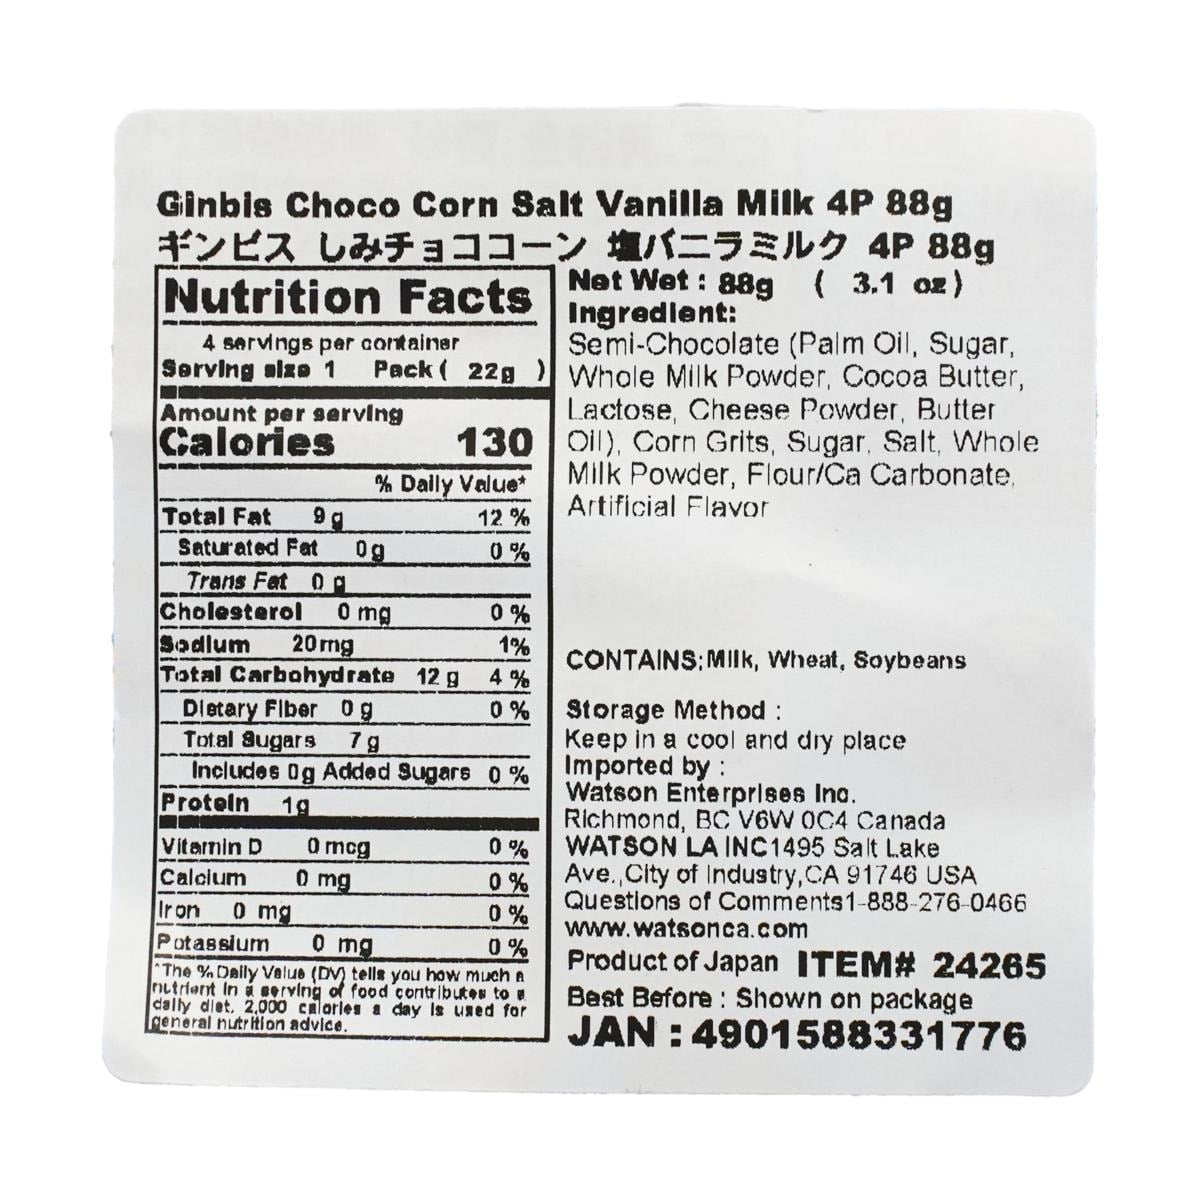 Ginbis Choco Corn Salt Vanilla Milk 4P 88g
ギンビス しみチョココーン 塩バニラミルク 4P 88g
Nutrition Facts
4 servings per container
Serving size 1 Pack ( 22g )
Amount per serving
Calories 130
% Daily Value*
Total Fat 9 g 12 %
Saturated Fat 0 g 0 %
Trans Fat 0 g
Cholesterol 0 mg 0 %
Sodium 20 mg 1%
Total Carbohydrate 12 g 4 %
Dietary Fiber 0 g 0 %
Total Sugars 7 g
Includes 0g Added Sugars 0 %
Protein 1g
Vitamin D 0 mcg 0 %
Calcium 0 mg 0 %
Iron 0 mg 0 %
Potassium 0 mg 0 %
*The % Daily Value (DV) tells you how much a
nutrient in a serving of food contributes to a
daily diet. 2,000 calories a day is used for
general nutrition advice.
Net Wet : 88g ( 3.1 oz )
Ingredient:
Semi-Chocolate (Palm Oil, Sugar,
Whole Milk Powder, Cocoa Butter,
Lactose, Cheese Powder, Butter
Oil), Corn Grits, Sugar, Salt, Whole
Milk Powder, Flour/Ca Carbonate,
Artificial Flavor
CONTAINS:Milk, Wheat, Soybeans
Storage Method :
Keep in a cool and dry place
Imported by :
Watson Enterprises Inc.
Richmond, BC V6W 0C4 Canada
WATSON LA INC1495 Salt Lake
Ave.,City of Industry,CA 91746 USA
Questions of Comments1-888-276-0466
www.watsonca.com
Product of Japan ITEM# 24265
Best Before : Shown on package
JAN : 4901588331776